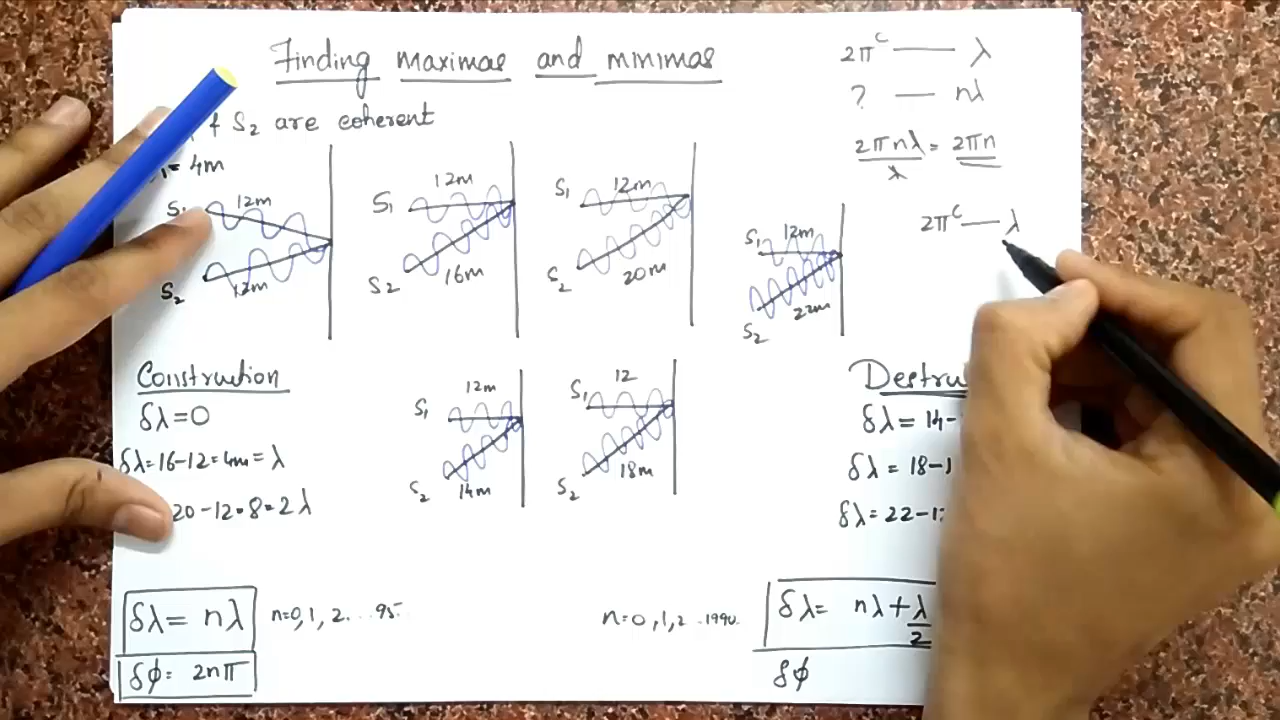 Finding maximas and minimas
2πᶜ — λ
? — nλ
2πnλ/λ = 2πn
& S₂ are coherent
= 4m
2πᶜ — λ
S₁ 12m
S₂ 12m
S₁ 12m
S₂ 16m
S₁ 12m
S₂ 20m
S₁ 12m
S₂ 22m
Construction
δλ=0
δλ=16-12=4m=λ
20-12=8=2λ
S₁ 12m
S₂ 14m
S₁ 12
S₂ 18m
δλ= 14-
δλ= 18-1
δλ= 22-1
δλ= nλ n=0,1,2...95.
δφ= 2nπ
n=0,1,2..1990. δλ= nλ+λ/2
δφ